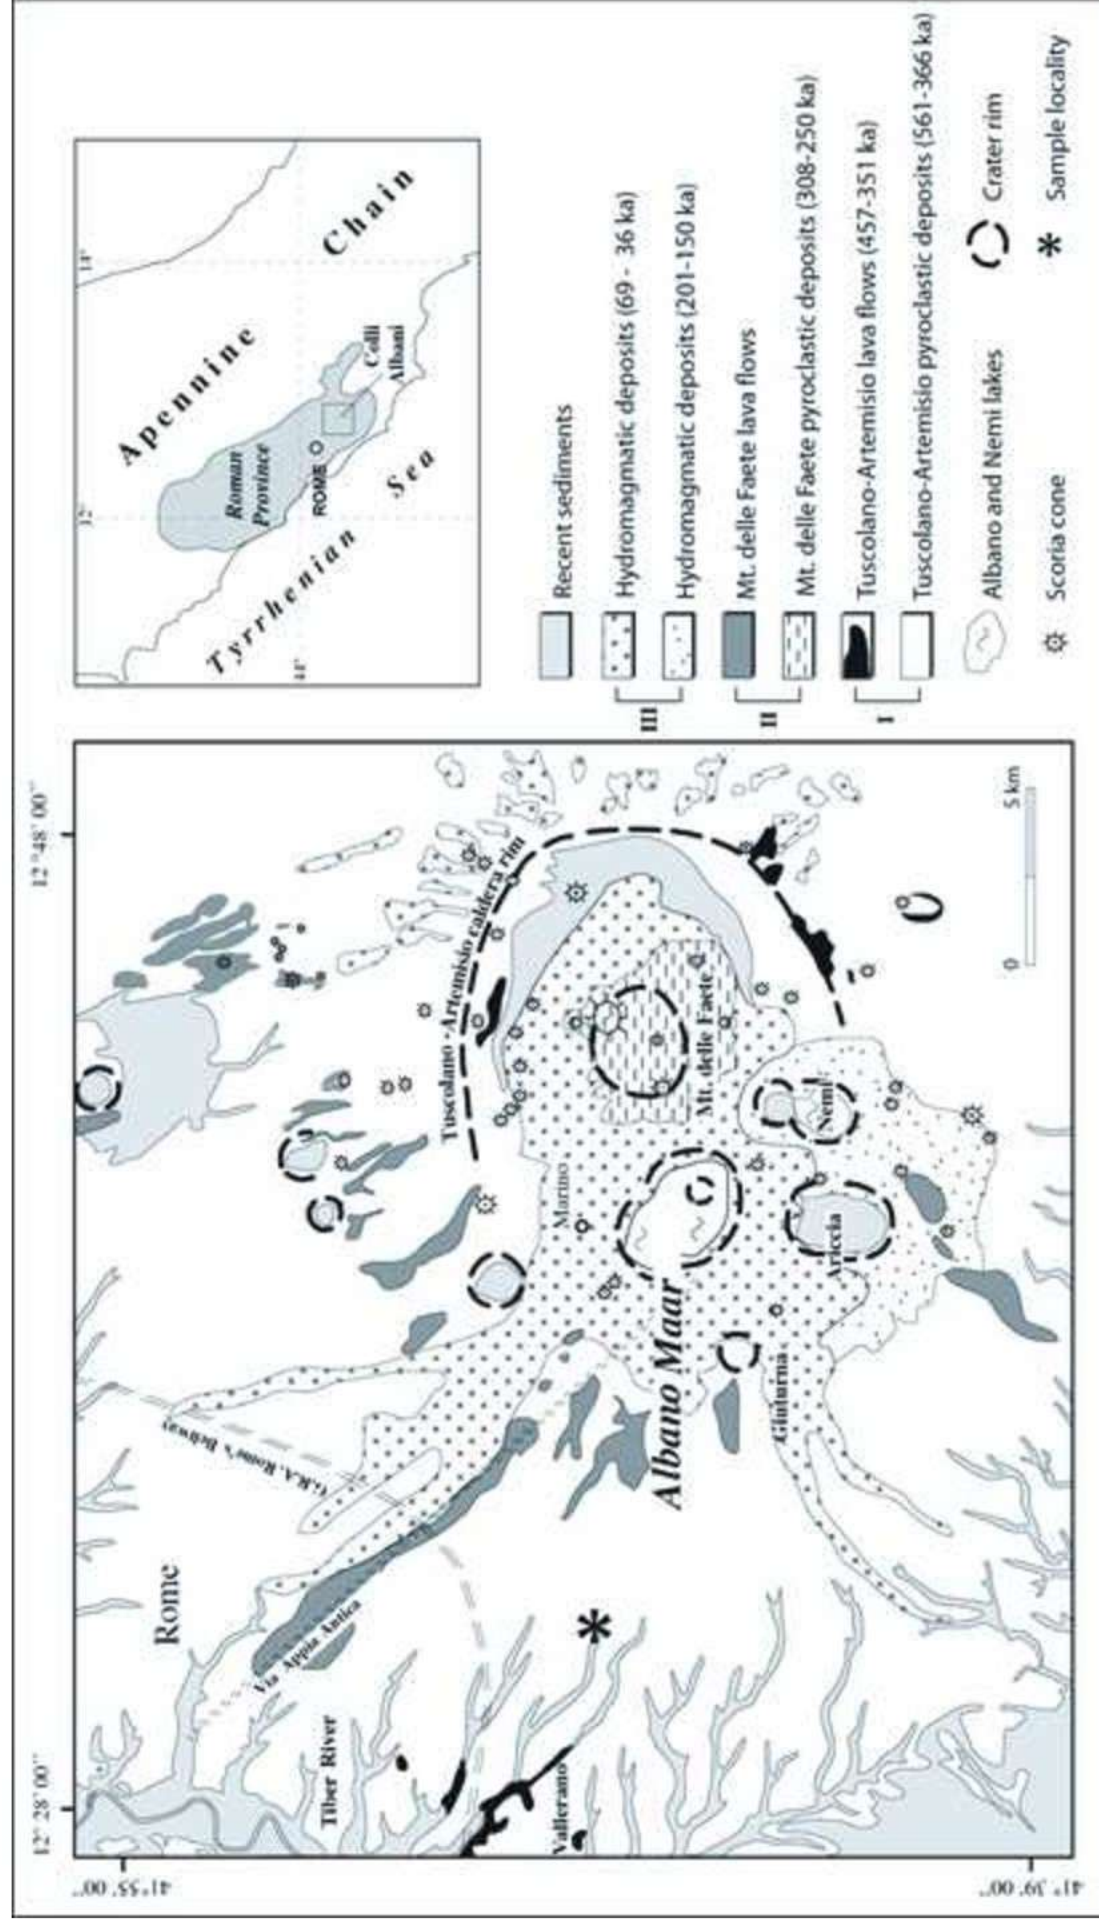 12°28' 00"
12°48' 00"
41°55' 00"
41°39' 00"
Rome
Tiber River
Via Appia Antica
G.R.A. Rome's Beltway
Vallerano
Tuscolano-Artemisio caldera rim
Marino
Albano Maar
Mt. delle Faete
Nemi
Ariccia
Giuturna
0
5 km
12°
14°
44°
Apennine
Chain
Roman
Province
ROME
Colli
Albani
Tyrrhenian
Sea
Recent sediments
III
Hydromagmatic deposits (69 - 36 ka)
Hydromagmatic deposits (201-150 ka)
II
Mt. delle Faete lava flows
Mt. delle Faete pyroclastic deposits (308-250 ka)
I
Tuscolano-Artemisio lava flows (457-351 ka)
Tuscolano-Artemisio pyroclastic deposits (561-366 ka)
Albano and Nemi lakes
Crater rim
Scoria cone
Sample locality